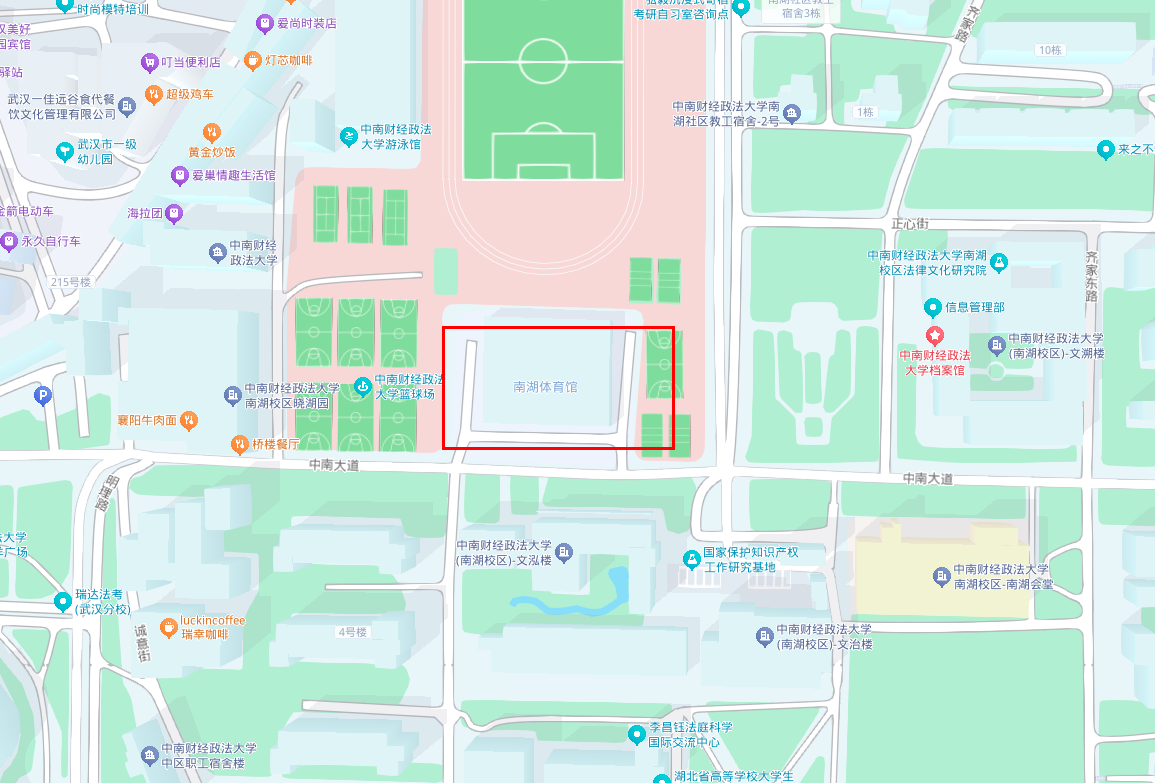 时尚模特培训
考研自习室咨询点
宿舍3栋
齐家路
爱尚时装店
叮当便利店
灯芯咖啡
10栋
驿站
园宾馆
武汉一佳远谷食代餐
饮文化管理有限公司
超级鸡车
中南财经政法大学南
湖社区教工宿舍-2号
1栋
黄金炒饭
中南财经政法
大学游泳馆
武汉市一级
幼儿园
来之不
爱巢情趣生活馆
金箭电动车
海拉团
正心街
永久自行车
中南财经
政法大学
中南财经政法大学南湖
校区法律文化研究院
齐家东路
215号楼
信息管理部
中南财经政法
大学档案馆
中南财经政法大学
(南湖校区)-文溯楼
中南财经政法大学
南湖校区晓湖园
中南财经政法
大学篮球场
南湖体育馆
P
襄阳牛肉面
桥楼餐厅
中南大道
中南大道
明理路
中南财经政法大学
(南湖校区)-文泓楼
国家保护知识产权
工作研究基地
中南财经政法大学
南湖校区-南湖会堂
瑞达法考
(武汉分校)
luckincoffee
瑞幸咖啡
诚意街
4号楼
中南财经政法大学
(南湖校区)-文治楼
李昌钰法庭科学
国际交流中心
中南财经政法大学
中区职工宿舍楼
湖北省高等学校大学生